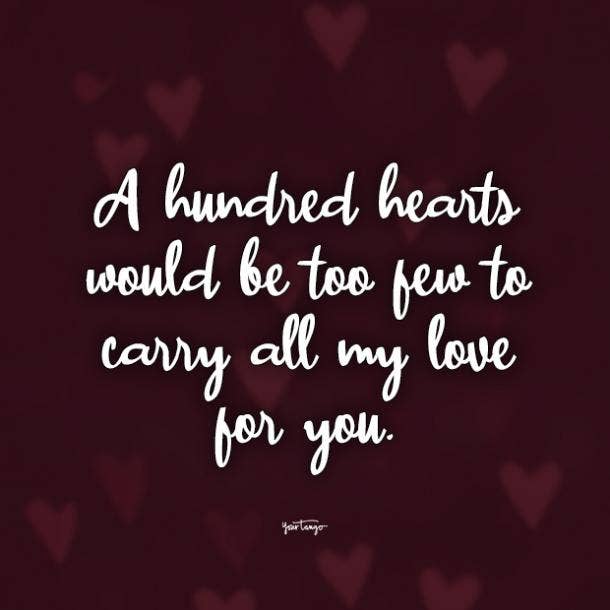 A hundred hearts
would be too few to
carry all my love
for you.
yourtango